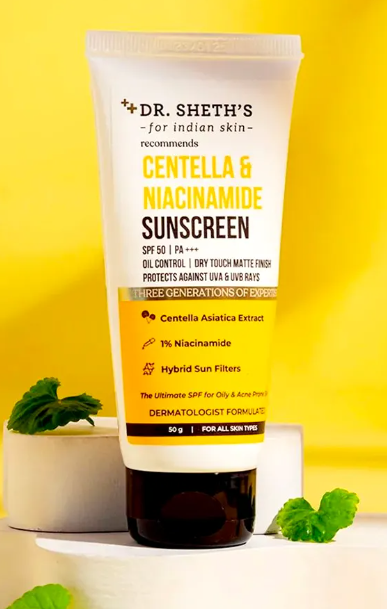 DR. SHETH'S
-for indian skin-
recommends
CENTELLA &
NIACINAMIDE
SUNSCREEN
SPF 50 | PA +++
OIL CONTROL | DRY TOUCH MATTE FINISH
PROTECTS AGAINST UVA & UVB RAYS
THREE GENERATIONS OF
Centella Asiatica Extract
1% Niacinamide
Hybrid Sun Filters
The Ultimate SPF for Oily & Acne
DERMATOLOGIST FORMULATED
50 g | FOR ALL SKIN TYPES